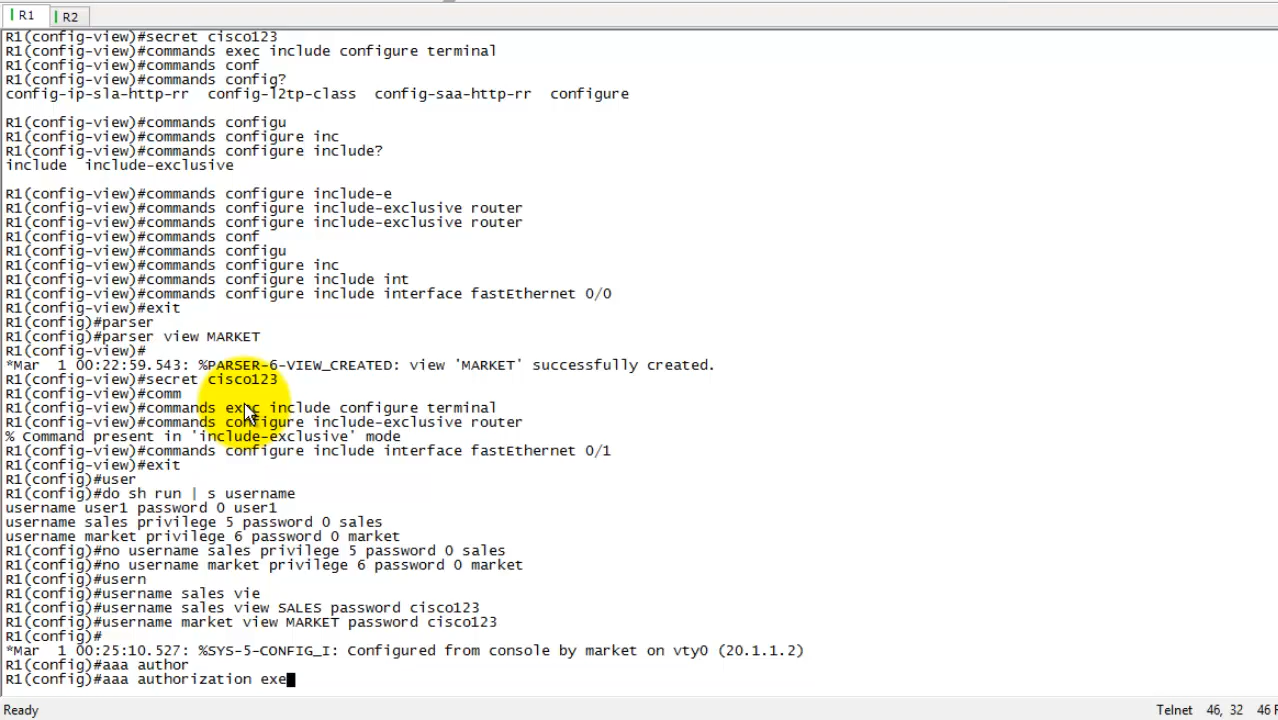 R1
R2
R1(config-view)#secret cisco123
R1(config-view)#commands exec include configure terminal
R1(config-view)#commands conf
R1(config-view)#commands config?
config-ip-sla-http-rr  config-l2tp-class  config-saa-http-rr  configure
R1(config-view)#commands configu
R1(config-view)#commands configure inc
R1(config-view)#commands configure include?
include  include-exclusive
R1(config-view)#commands configure include-e
R1(config-view)#commands configure include-exclusive router
R1(config-view)#commands configure include-exclusive router
R1(config-view)#commands conf
R1(config-view)#commands configu
R1(config-view)#commands configure inc
R1(config-view)#commands configure include int
R1(config-view)#commands configure include interface fastEthernet 0/0
R1(config-view)#exit
R1(config)#parser
R1(config)#parser view MARKET
R1(config-view)#
*Mar  1 00:22:59.543: %PARSER-6-VIEW_CREATED: view 'MARKET' successfully created.
R1(config-view)#secret cisco123
R1(config-view)#comm
R1(config-view)#commands exec include configure terminal
R1(config-view)#commands configure include-exclusive router
% Command present in 'include-exclusive' mode
R1(config-view)#commands configure include interface fastEthernet 0/1
R1(config-view)#exit
R1(config)#user
R1(config)#do sh run | s username
username user1 password 0 user1
username sales privilege 5 password 0 sales
username market privilege 6 password 0 market
R1(config)#no username sales privilege 5 password 0 sales
R1(config)#no username market privilege 6 password 0 market
R1(config)#usern
R1(config)#username sales vie
R1(config)#username sales view SALES password cisco123
R1(config)#username market view MARKET password cisco123
R1(config)#
*Mar  1 00:25:10.527: %SYS-5-CONFIG_I: Configured from console by market on vty0 (20.1.1.2)
R1(config)#aaa author
R1(config)#aaa authorization exe
Ready
Telnet  46, 32  46